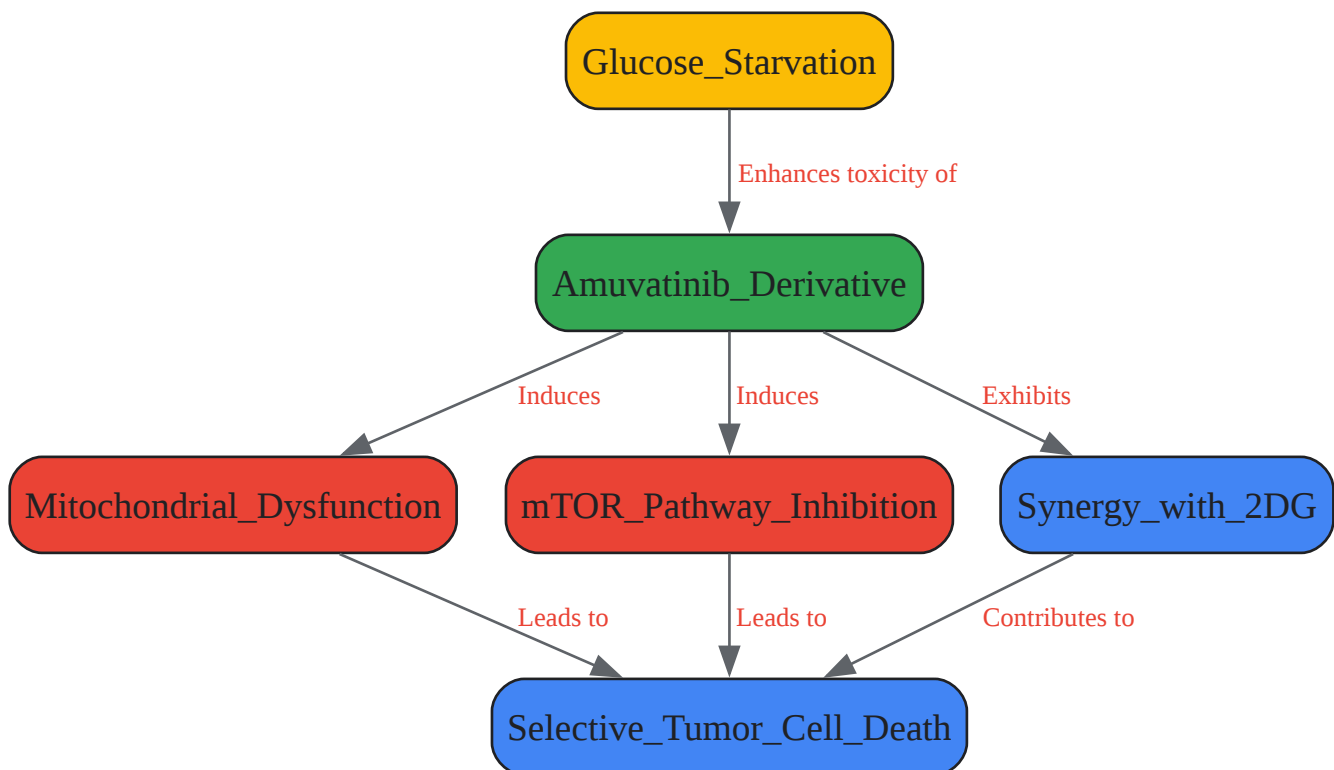 Glucose_Starvation
Enhances toxicity of
Amuvatinib_Derivative
Induces
Induces
Exhibits
Mitochondrial_Dysfunction
mTOR_Pathway_Inhibition
Synergy_with_2DG
Leads to
Leads to
Contributes to
Selective_Tumor_Cell_Death